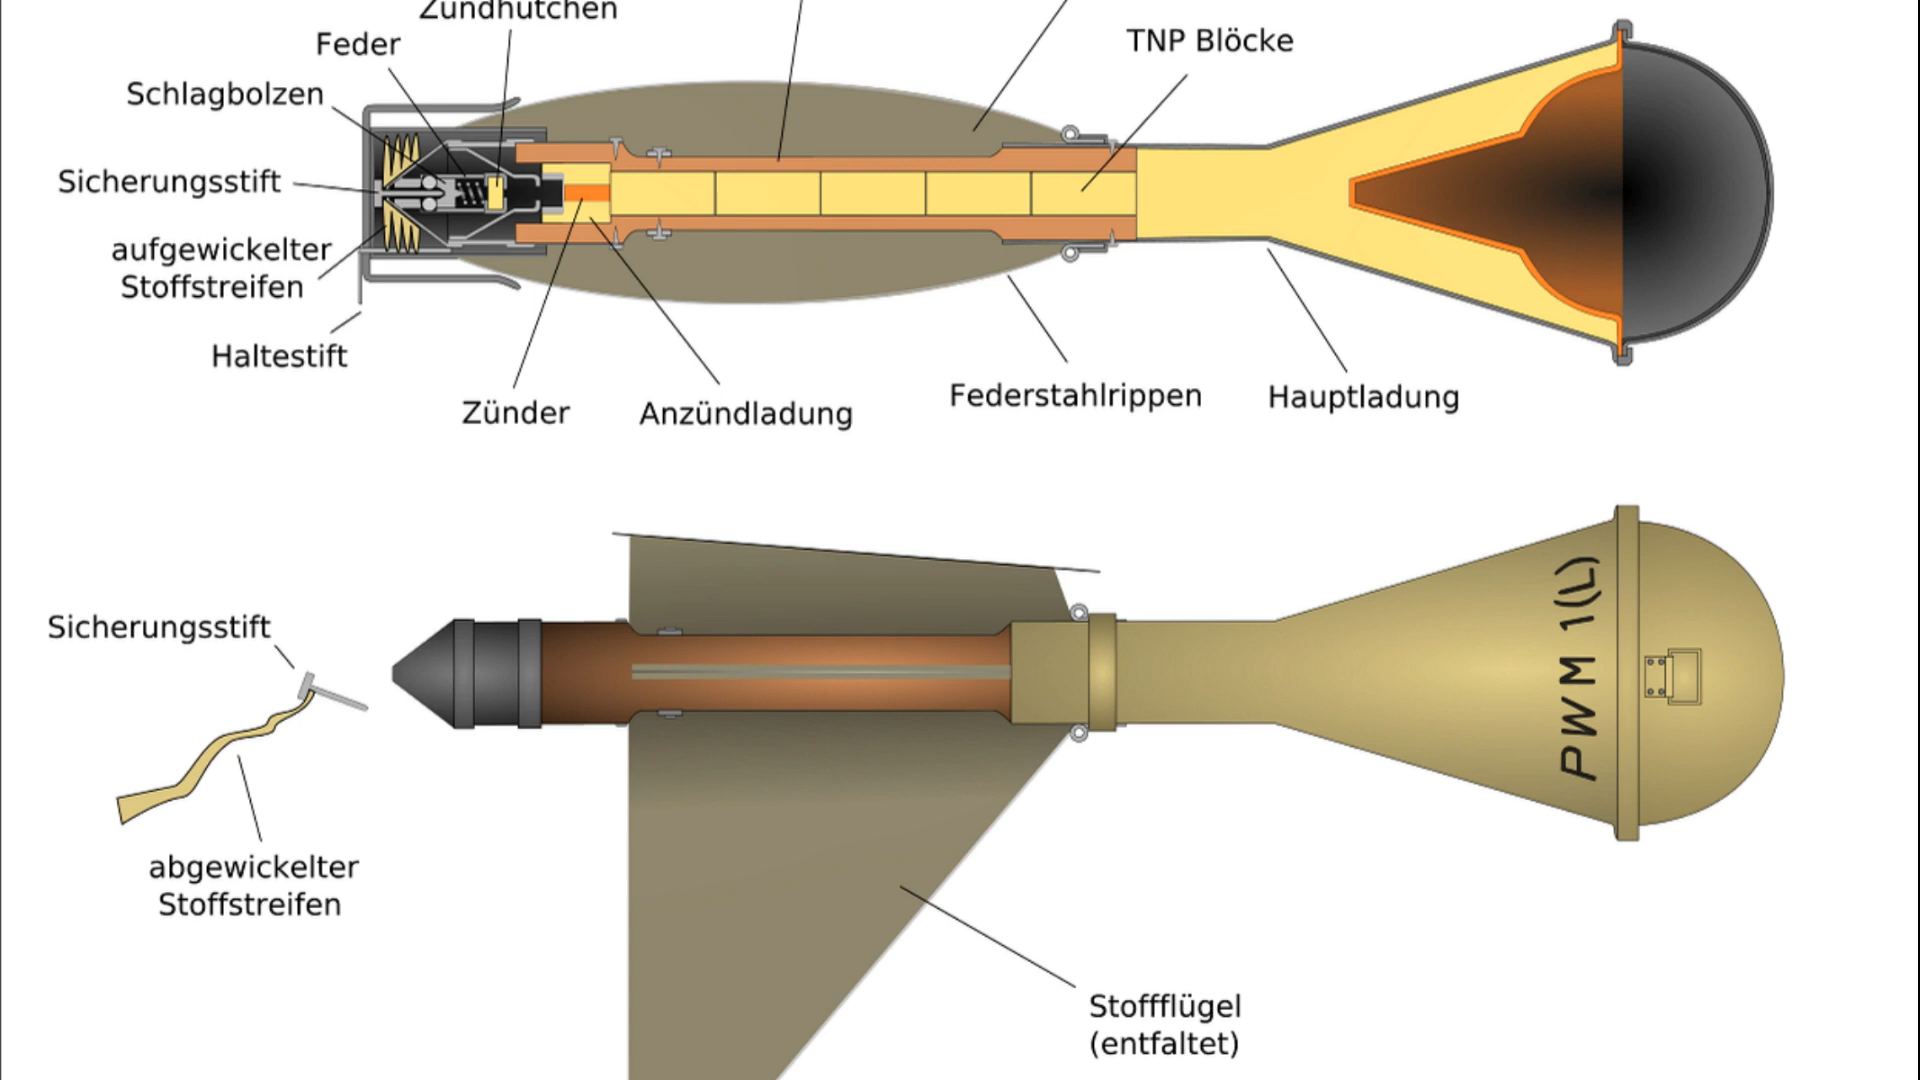 Zündhütchen
Feder
TNP Blöcke
Schlagbolzen
Sicherungsstift
aufgewickelter
Stoffstreifen
Haltestift
Zünder
Anzündladung
Federstahlrippen
Hauptladung
Sicherungsstift
PWM 1(L)
abgewickelter
Stoffstreifen
Stoffflügel
(entfaltet)